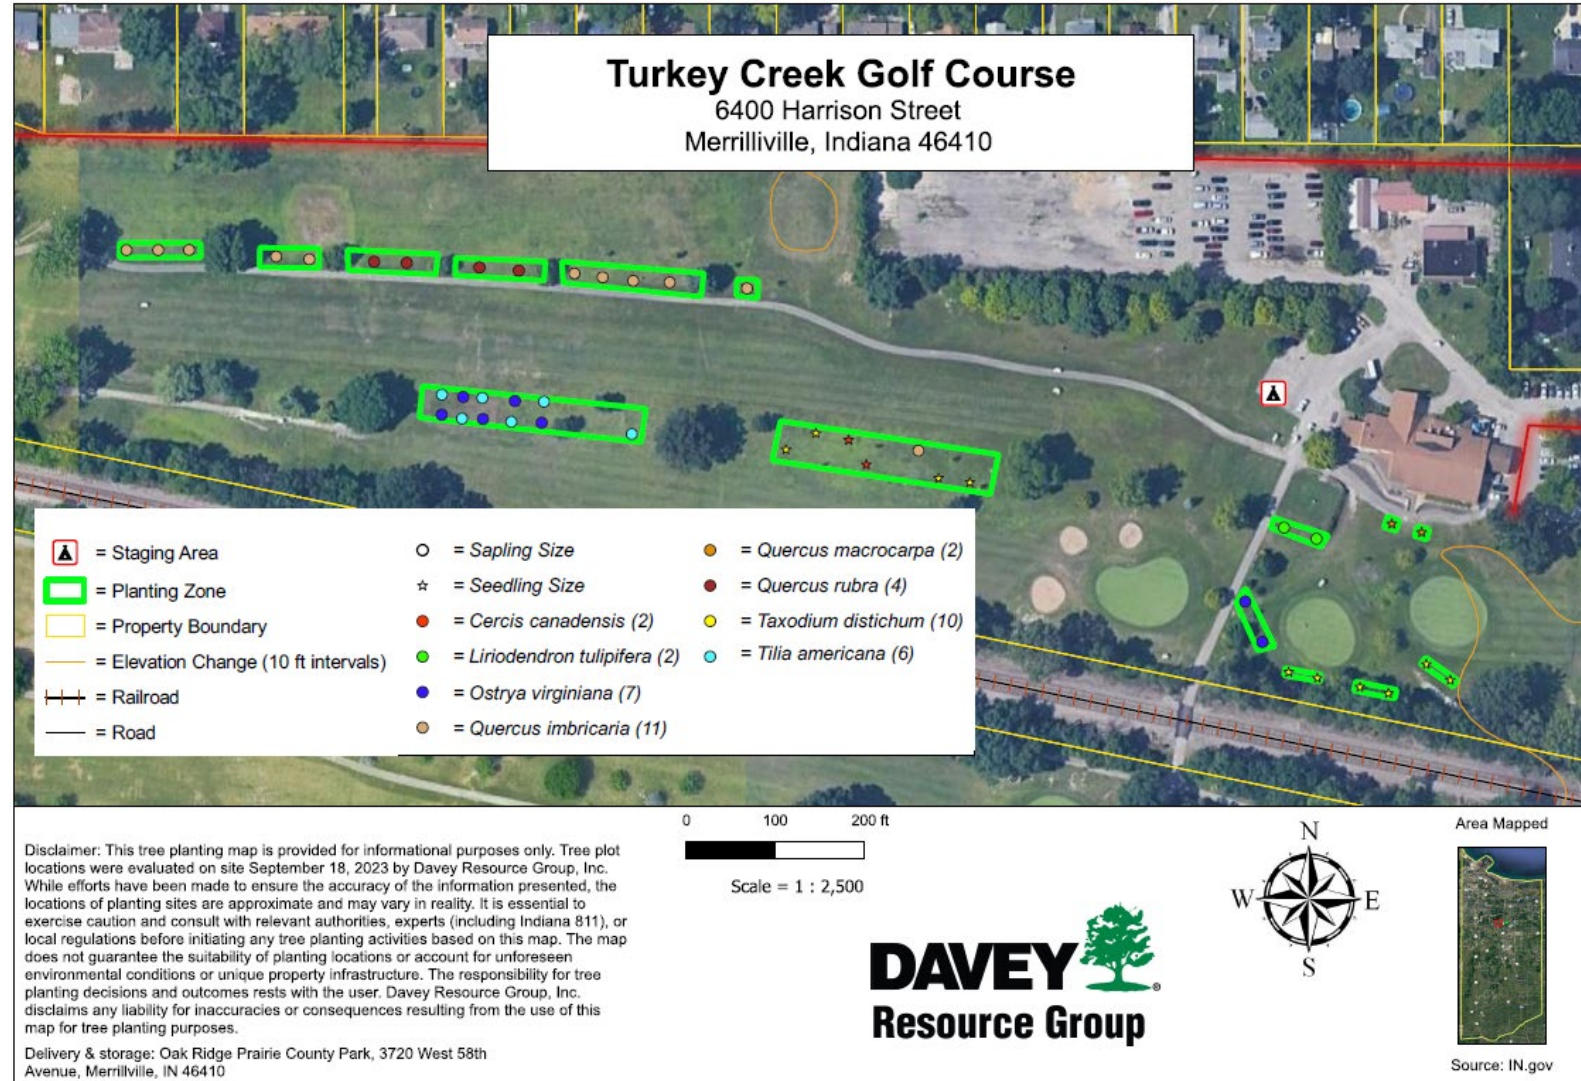 Turkey Creek Golf Course
6400 Harrison Street
Merrilliville, Indiana 46410
= Staging Area
= Planting Zone
= Property Boundary
= Elevation Change (10 ft intervals)
= Railroad
= Road
= Sapling Size
= Seedling Size
= Cercis canadensis (2)
= Liriodendron tulipifera (2)
= Ostrya virginiana (7)
= Quercus imbricaria (11)
= Quercus macrocarpa (2)
= Quercus rubra (4)
= Taxodium distichum (10)
= Tilia americana (6)
Disclaimer: This tree planting map is provided for informational purposes only. Tree plot
locations were evaluated on site September 18, 2023 by Davey Resource Group, Inc.
While efforts have been made to ensure the accuracy of the information presented, the
locations of planting sites are approximate and may vary in reality. It is essential to
exercise caution and consult with relevant authorities, experts (including Indiana 811), or
local regulations before initiating any tree planting activities based on this map. The map
does not guarantee the suitability of planting locations or account for unforeseen
environmental conditions or unique property infrastructure. The responsibility for tree
planting decisions and outcomes rests with the user. Davey Resource Group, Inc.
disclaims any liability for inaccuracies or consequences resulting from the use of this
map for tree planting purposes.
Delivery & storage: Oak Ridge Prairie County Park, 3720 West 58th
Avenue, Merrillville, IN 46410
0 100 200 ft
Scale = 1 : 2,500
DAVEY
Resource Group
N
W E
S
Area Mapped
Source: IN.gov